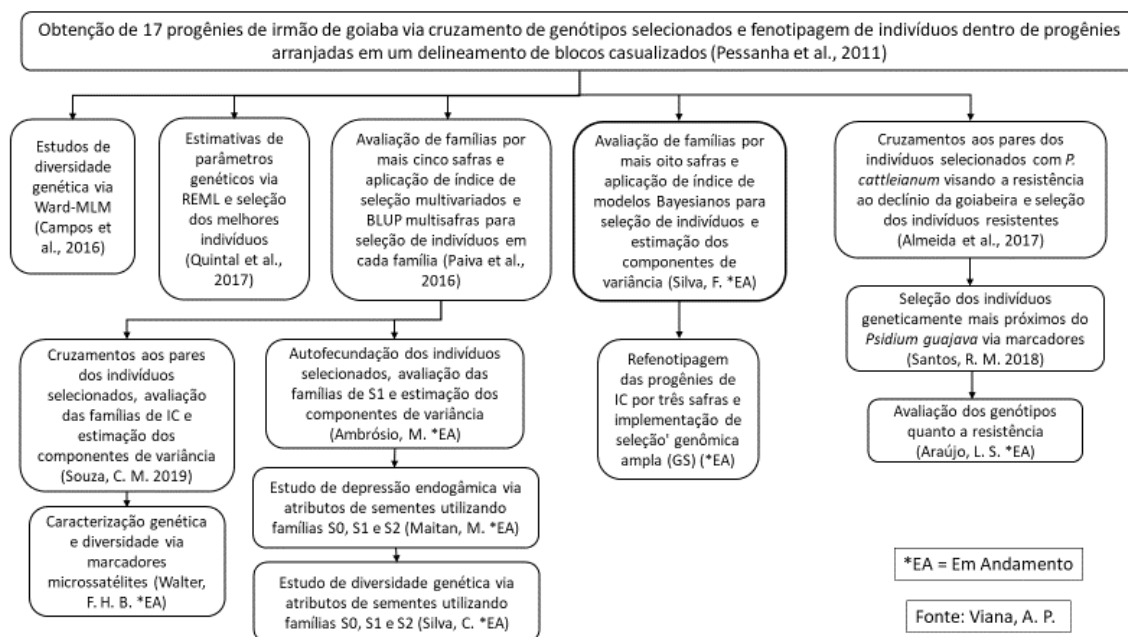 Obtenção de 17 progênies de irmão de goiaba via cruzamento de genótipos selecionados e fenotipagem de indivíduos dentro de progênies
arranjadas em um delineamento de blocos casualizados (Pessanha et al., 2011)
Estudos de
diversidade
genética via
Ward-MLM
(Campos et
al., 2016)
Estimativas de
parâmetros
genéticos via
REML e seleção
dos melhores
indivíduos
(Quintal et al.,
2017)
Avaliação de famílias por
mais cinco safras e
aplicação de índice de
seleção multivariados e
BLUP multisafras para
seleção de indivíduos em
cada família (Paiva et al.,
2016)
Avaliação de famílias por
mais oito safras e
aplicação de índice de
modelos Bayesianos para
seleção de indivíduos e
estimação dos
componentes de
variância (Silva, F. *EA)
Cruzamentos aos pares dos
indivíduos selecionados com P.
cattleianum visando a resistência
ao declínio da goiabeira e seleção
dos indivíduos resistentes
(Almeida et al., 2017)
Seleção dos indivíduos
geneticamente mais próximos do
Psidium guajava via marcadores
(Santos, R. M. 2018)
Avaliação dos genótipos
quanto a resistência
(Araújo, L. S. *EA)
Cruzamentos aos pares
dos indivíduos
selecionados, avaliação
das famílias de IC e
estimação dos
componentes de variância
(Souza, C. M. 2019)
Caracterização genética
e diversidade via
marcadores
microssatélites (Walter,
F. H. B. *EA)
Autofecundação dos indivíduos
selecionados, avaliação das
famílias de S1 e estimação dos
componentes de variância
(Ambrósio, M. *EA)
Estudo de depressão endogâmica via
atributos de sementes utilizando
famílias S0, S1 e S2 (Maitan, M. *EA)
Estudo de diversidade genética via
atributos de sementes utilizando
famílias S0, S1 e S2 (Silva, C. *EA)
Refenotipagem
das progênies de
IC por três safras e
implementação de
seleção' genômica
ampla (GS) (*EA)
*EA = Em Andamento
Fonte: Viana, A. P.